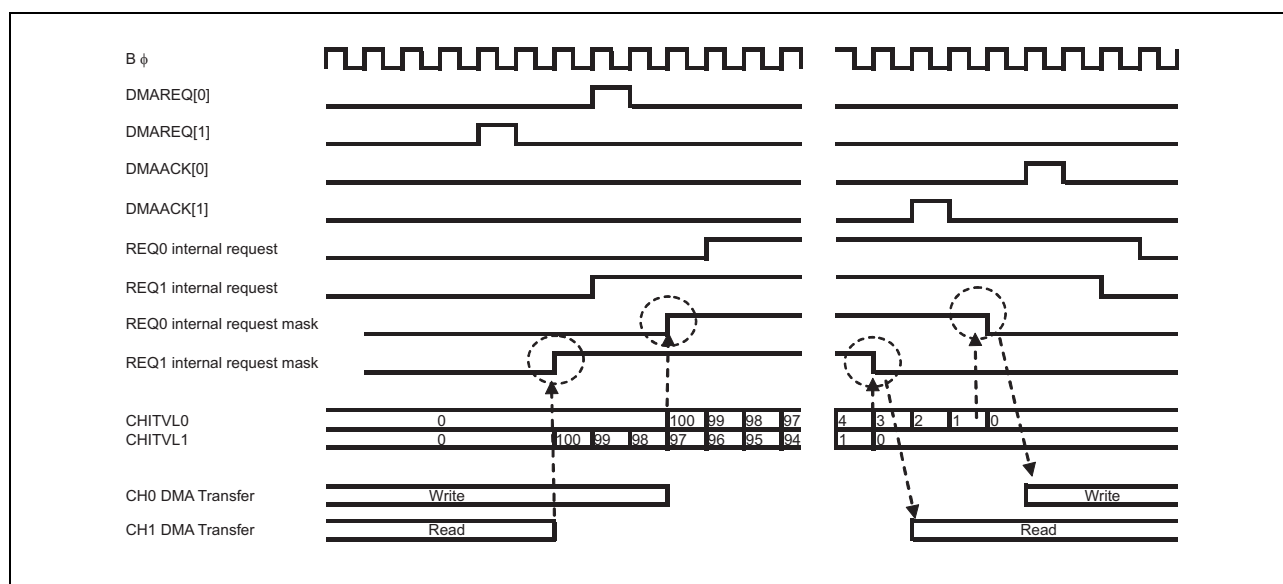 B ϕ
DMAREQ[0]
DMAREQ[1]
DMAACK[0]
DMAACK[1]
REQ0 internal request
REQ1 internal request
REQ0 internal request mask
REQ1 internal request mask
CHITVL0 0 100 99 98 97 4 3 2 1 0
CHITVL1 0 100 99 98 97 96 95 94 1 0
CH0 DMA Transfer Write Write
CH1 DMA Transfer Read Read